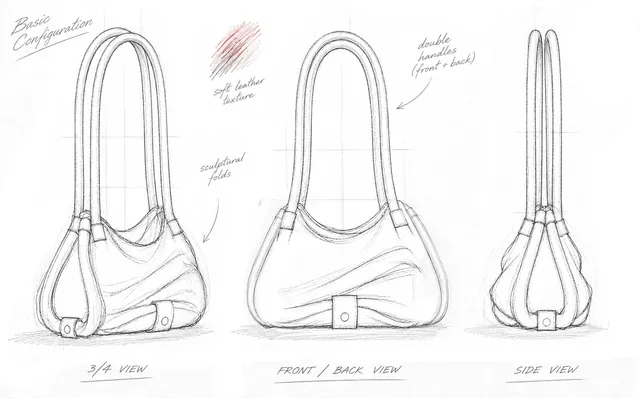 Basic
Configuration
soft leather
texture
double
handles
(front + back)
sculptural
folds
3/4 VIEW
FRONT / BACK VIEW
SIDE VIEW